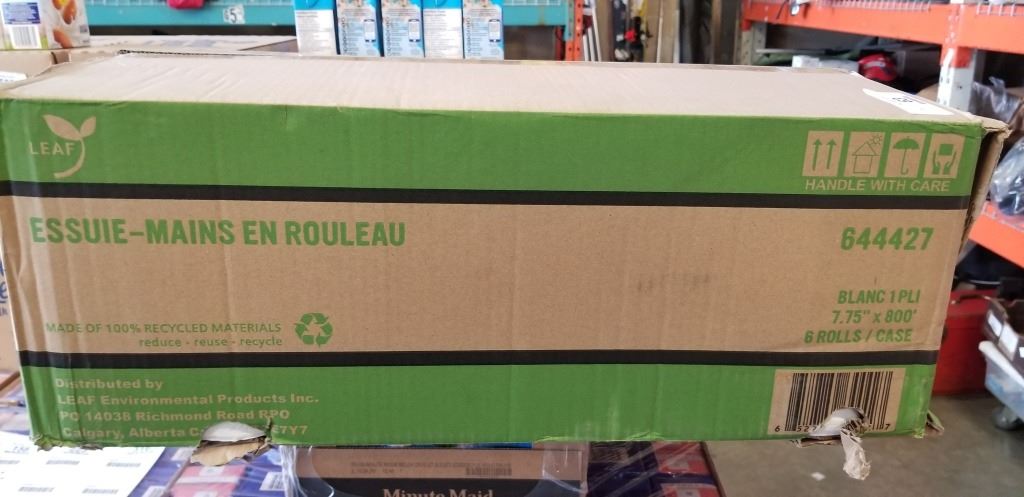 LEAF
HANDLE WITH CARE
ESSUIE-MAINS EN ROULEAU
644427
BLANC 1 PLI
7.75" x 800'
6 ROLLS / CASE
MADE OF 100% RECYCLED MATERIALS
reduce - reuse - recycle
Distributed by
LEAF Environmental Products Inc.
PO 14038 Richmond Road RPO
Calgary, Alberta
Minute Maid